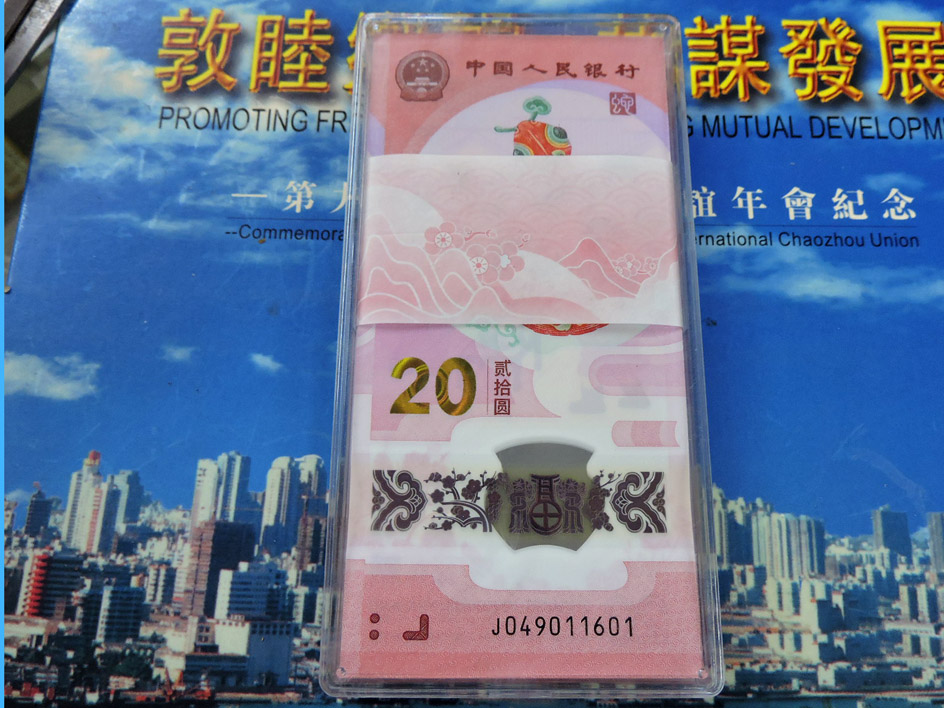 敦睦
謀發展
PROMOTING FR
G MUTUAL DEVELOPM
一第
誼年會紀念
--Commemora
ernational Chaozhou Union
中国人民银行
20
贰拾圆
J049011601